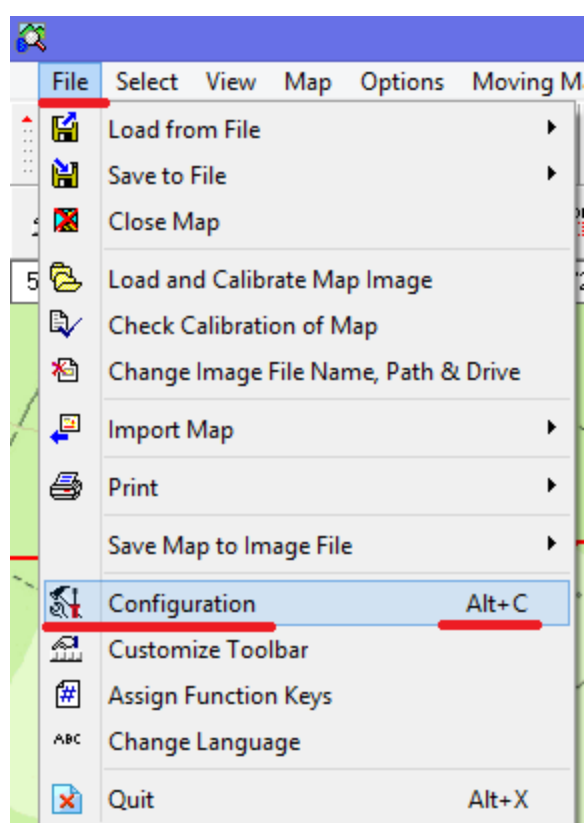 File Select View Map Options Moving M
Load from File
Save to File
Close Map
5
Load and Calibrate Map Image
Check Calibration of Map
Change Image File Name, Path & Drive
Import Map
Print
Save Map to Image File
Configuration Alt+C
Customize Toolbar
# Assign Function Keys
ABC Change Language
Quit Alt+X